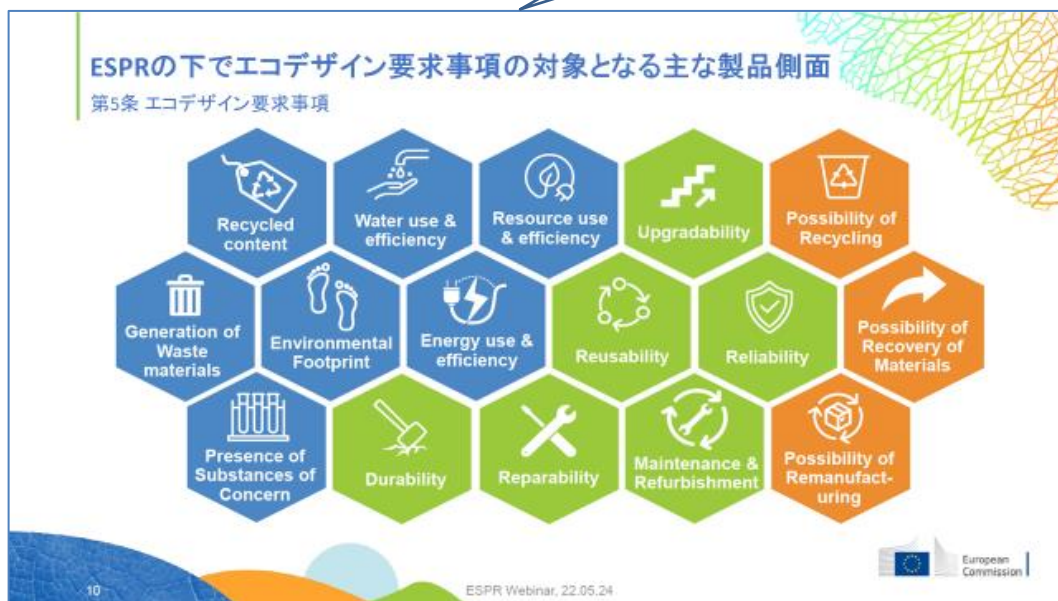 ESPRの下でエコデザイン要求事項の対象となる主な製品側面
第5条 エコデザイン要求事項
Recycled
content
Water use &
efficiency
Resource use
& efficiency
Upgradability
Possibility of
Recycling
Generation of
Waste
materials
Environmental
Footprint
Energy use &
efficiency
Reusability
Reliability
Possibility of
Recovery of
Materials
Presence of
Substances of
Concern
Durability
Reparability
Maintenance &
Refurbishment
Possibility of
Remanufact-
uring
10
ESPR Webinar, 22.05.24
European
Commission